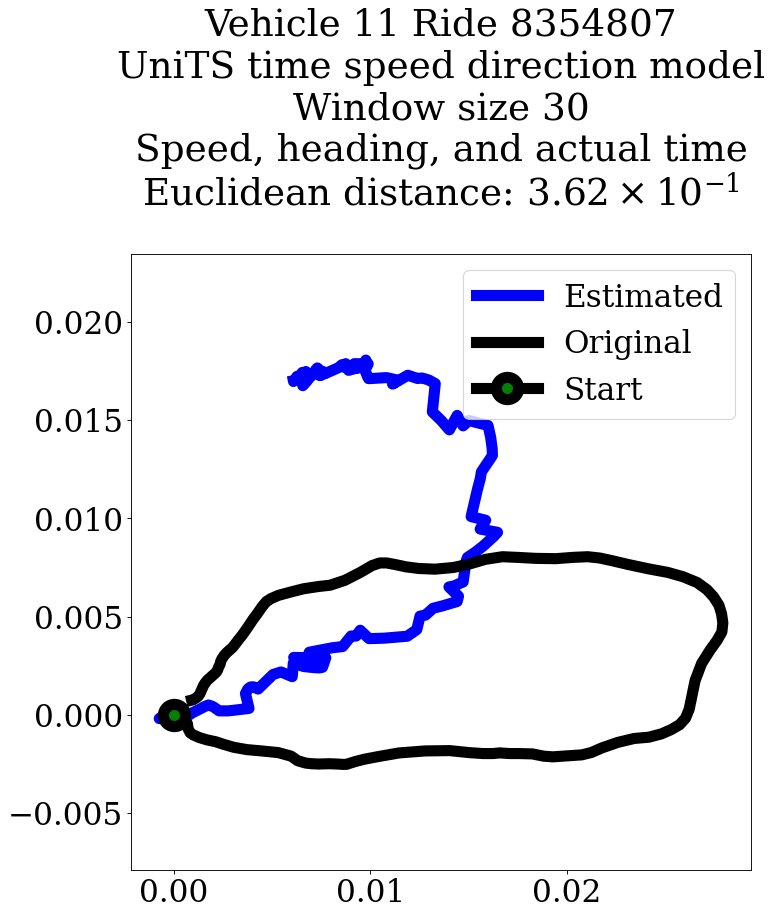 Vehicle 11 Ride 8354807
UniTS time speed direction model
Window size 30
Speed, heading, and actual time
Euclidean distance: 3.62 × 10⁻¹
Estimated
Original
Start
0.020
0.015
0.010
0.005
0.000
−0.005
0.00 0.01 0.02